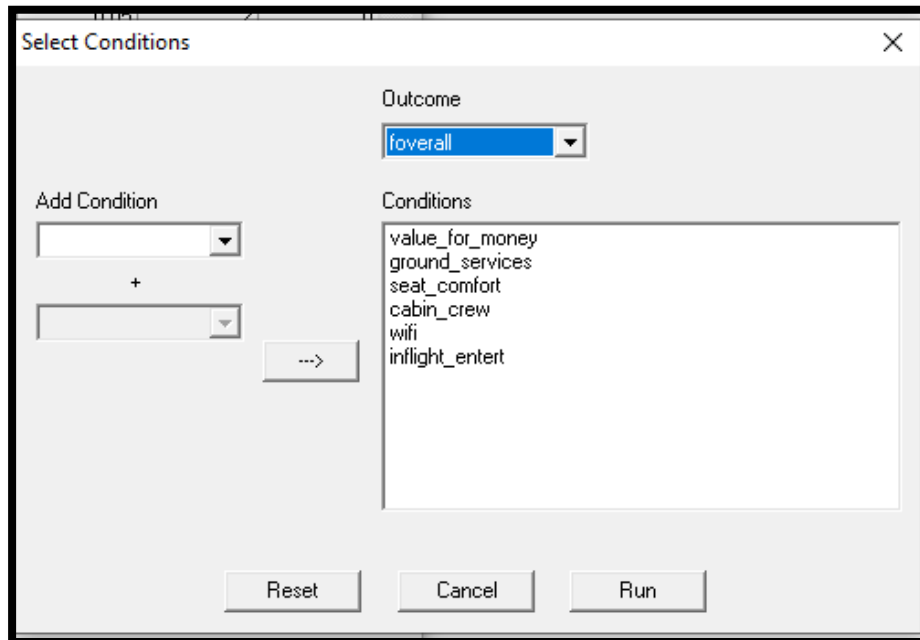 Select Conditions
Outcome
foverall
Add Condition
Conditions
value_for_money
ground_services
+
seat_comfort
cabin_crew
wifi
inflight_entert
--->
Reset Cancel Run